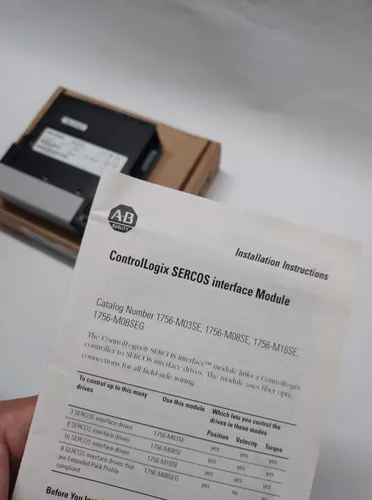 AB
QUALITY
Installation Instructions
ControlLogix SERCOS interface Module
Catalog Number 1756-M03SE, 1756-M08SE, 1756-M16SE,
1756-M08SEG
The ControlLogix® SERCOS interface™ module links a ControlLogix
controller to SERCOS interface drives. The module uses fiber optic
connections for all field-side wiring.
To control up to this many Use this module Which lets you control the
drives drives in these modes
Position Velocity Torque
3 SERCOS interface drives 1756-M03SE yes yes yes
8 SERCOS interface drives 1756-M08SE yes yes yes
16 SERCOS interface drives 1756-M16SE yes yes yes
8 SERCOS interface drives that 1756-M08SEG yes no
are Extended Pack Profile
compliant
Before You